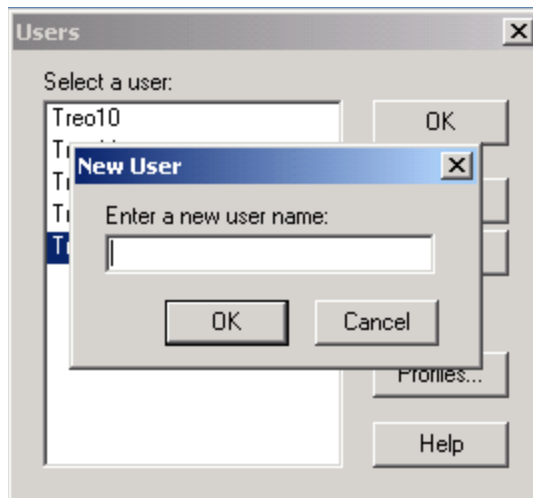 Users
Select a user:
Treo10
OK
New User
Enter a new user name:
OK
Cancel
Profiles...
Help